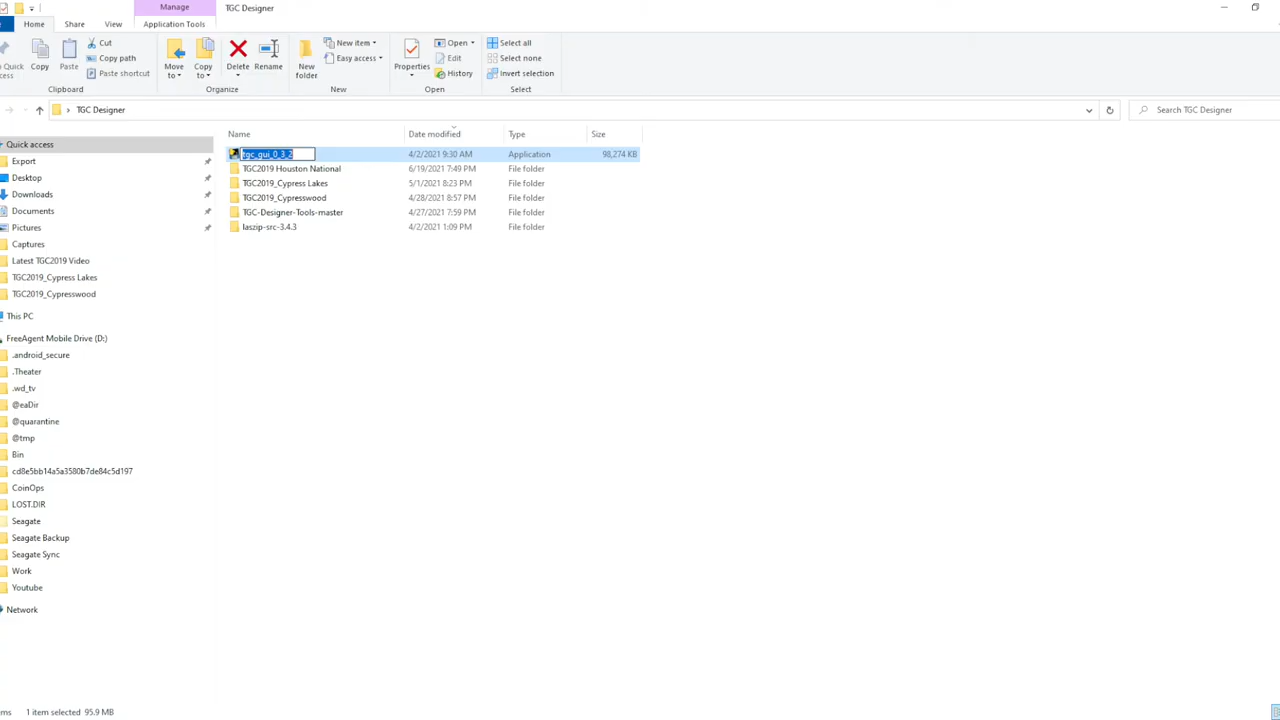 Manage
TGC Designer
Home
Share
View
Application Tools
Quick
cess
Copy
Paste
Cut
Copy path
Paste shortcut
Move to
Copy to
Delete
Rename
New folder
New item
Easy access
Properties
Open
Edit
History
Select all
Select none
Invert selection
Clipboard
Organize
New
Open
Select
TGC Designer
Search TGC Designer
Name
Date modified
Type
Size
tgc_gui_0_3_2 4/2/2021 9:30 AM Application 98,274 KB
TGC2019 Houston National 6/19/2021 7:49 PM File folder
TGC2019_Cypress Lakes 5/1/2021 8:23 PM File folder
TGC2019_Cypresswood 4/28/2021 8:57 PM File folder
TGC-Designer-Tools-master 4/27/2021 7:59 PM File folder
laszip-src-3.4.3 4/2/2021 1:09 PM File folder
Quick access
Export
Desktop
Downloads
Documents
Pictures
Captures
Latest TGC2019 Video
TGC2019_Cypress Lakes
TGC2019_Cypresswood
This PC
FreeAgent Mobile Drive (D:)
.android_secure
.Theater
.wd_tv
@eaDir
@quarantine
@tmp
Bin
cd8e5bb14a5a3580b7de84c5d197
CoinOps
LOST.DIR
Seagate
Seagate Backup
Seagate Sync
Work
Youtube
Network
ms 1 item selected 95.9 MB